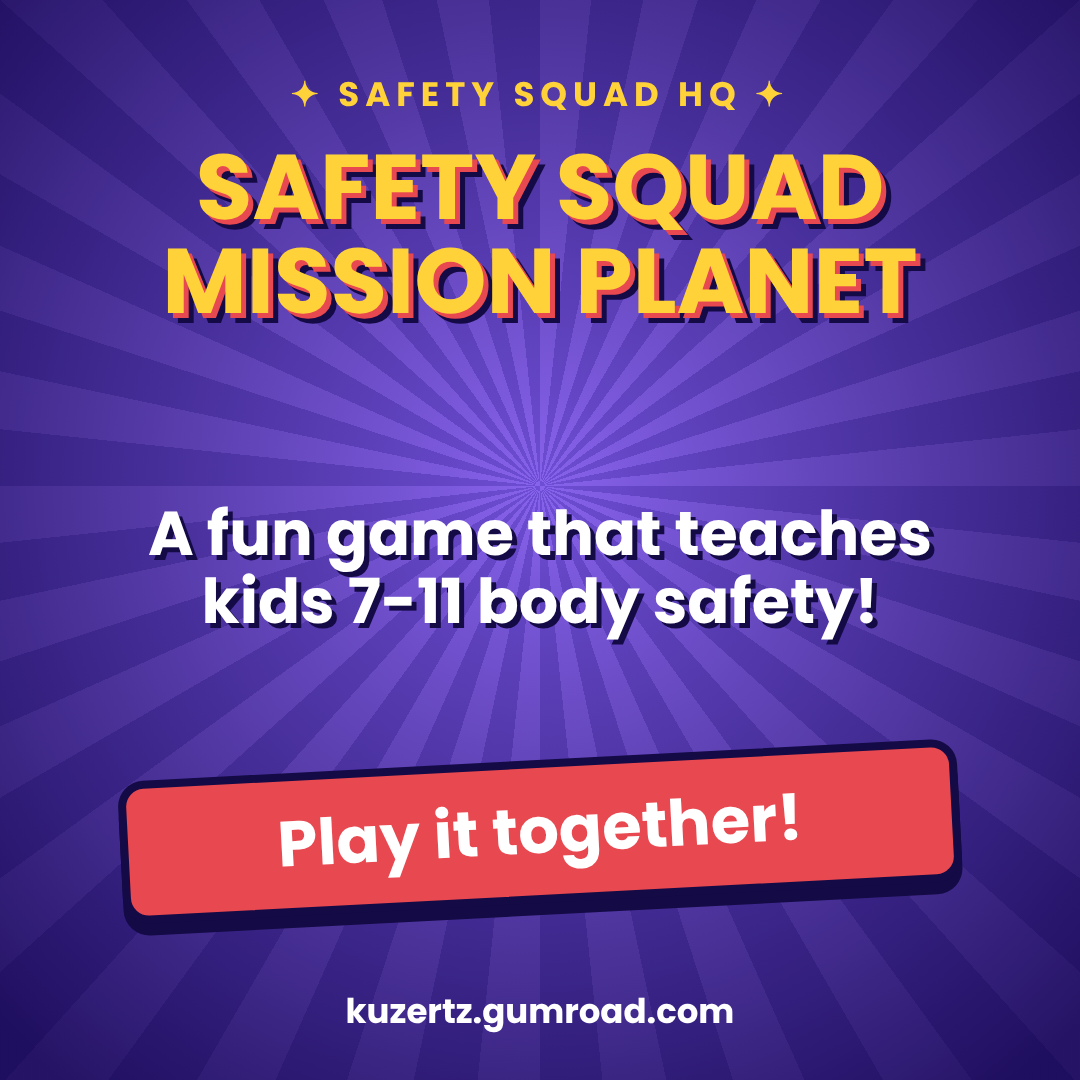 ✦ SAFETY SQUAD HQ ✦
SAFETY SQUAD
MISSION PLANET
A fun game that teaches
kids 7-11 body safety!
Play it together!
kuzertz.gumroad.com